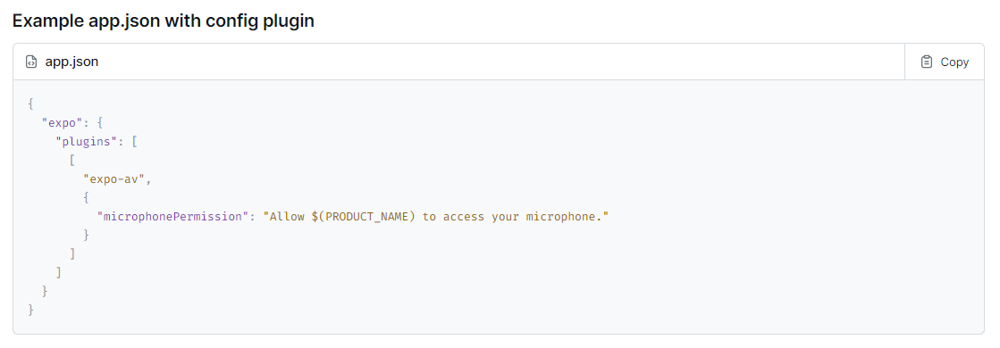 Example app.json with config plugin
app.json
Copy
{
  "expo": {
    "plugins": [
      [
        "expo-av",
        {
          "microphonePermission": "Allow $(PRODUCT_NAME) to access your microphone."
        }
      ]
    ]
  }
}